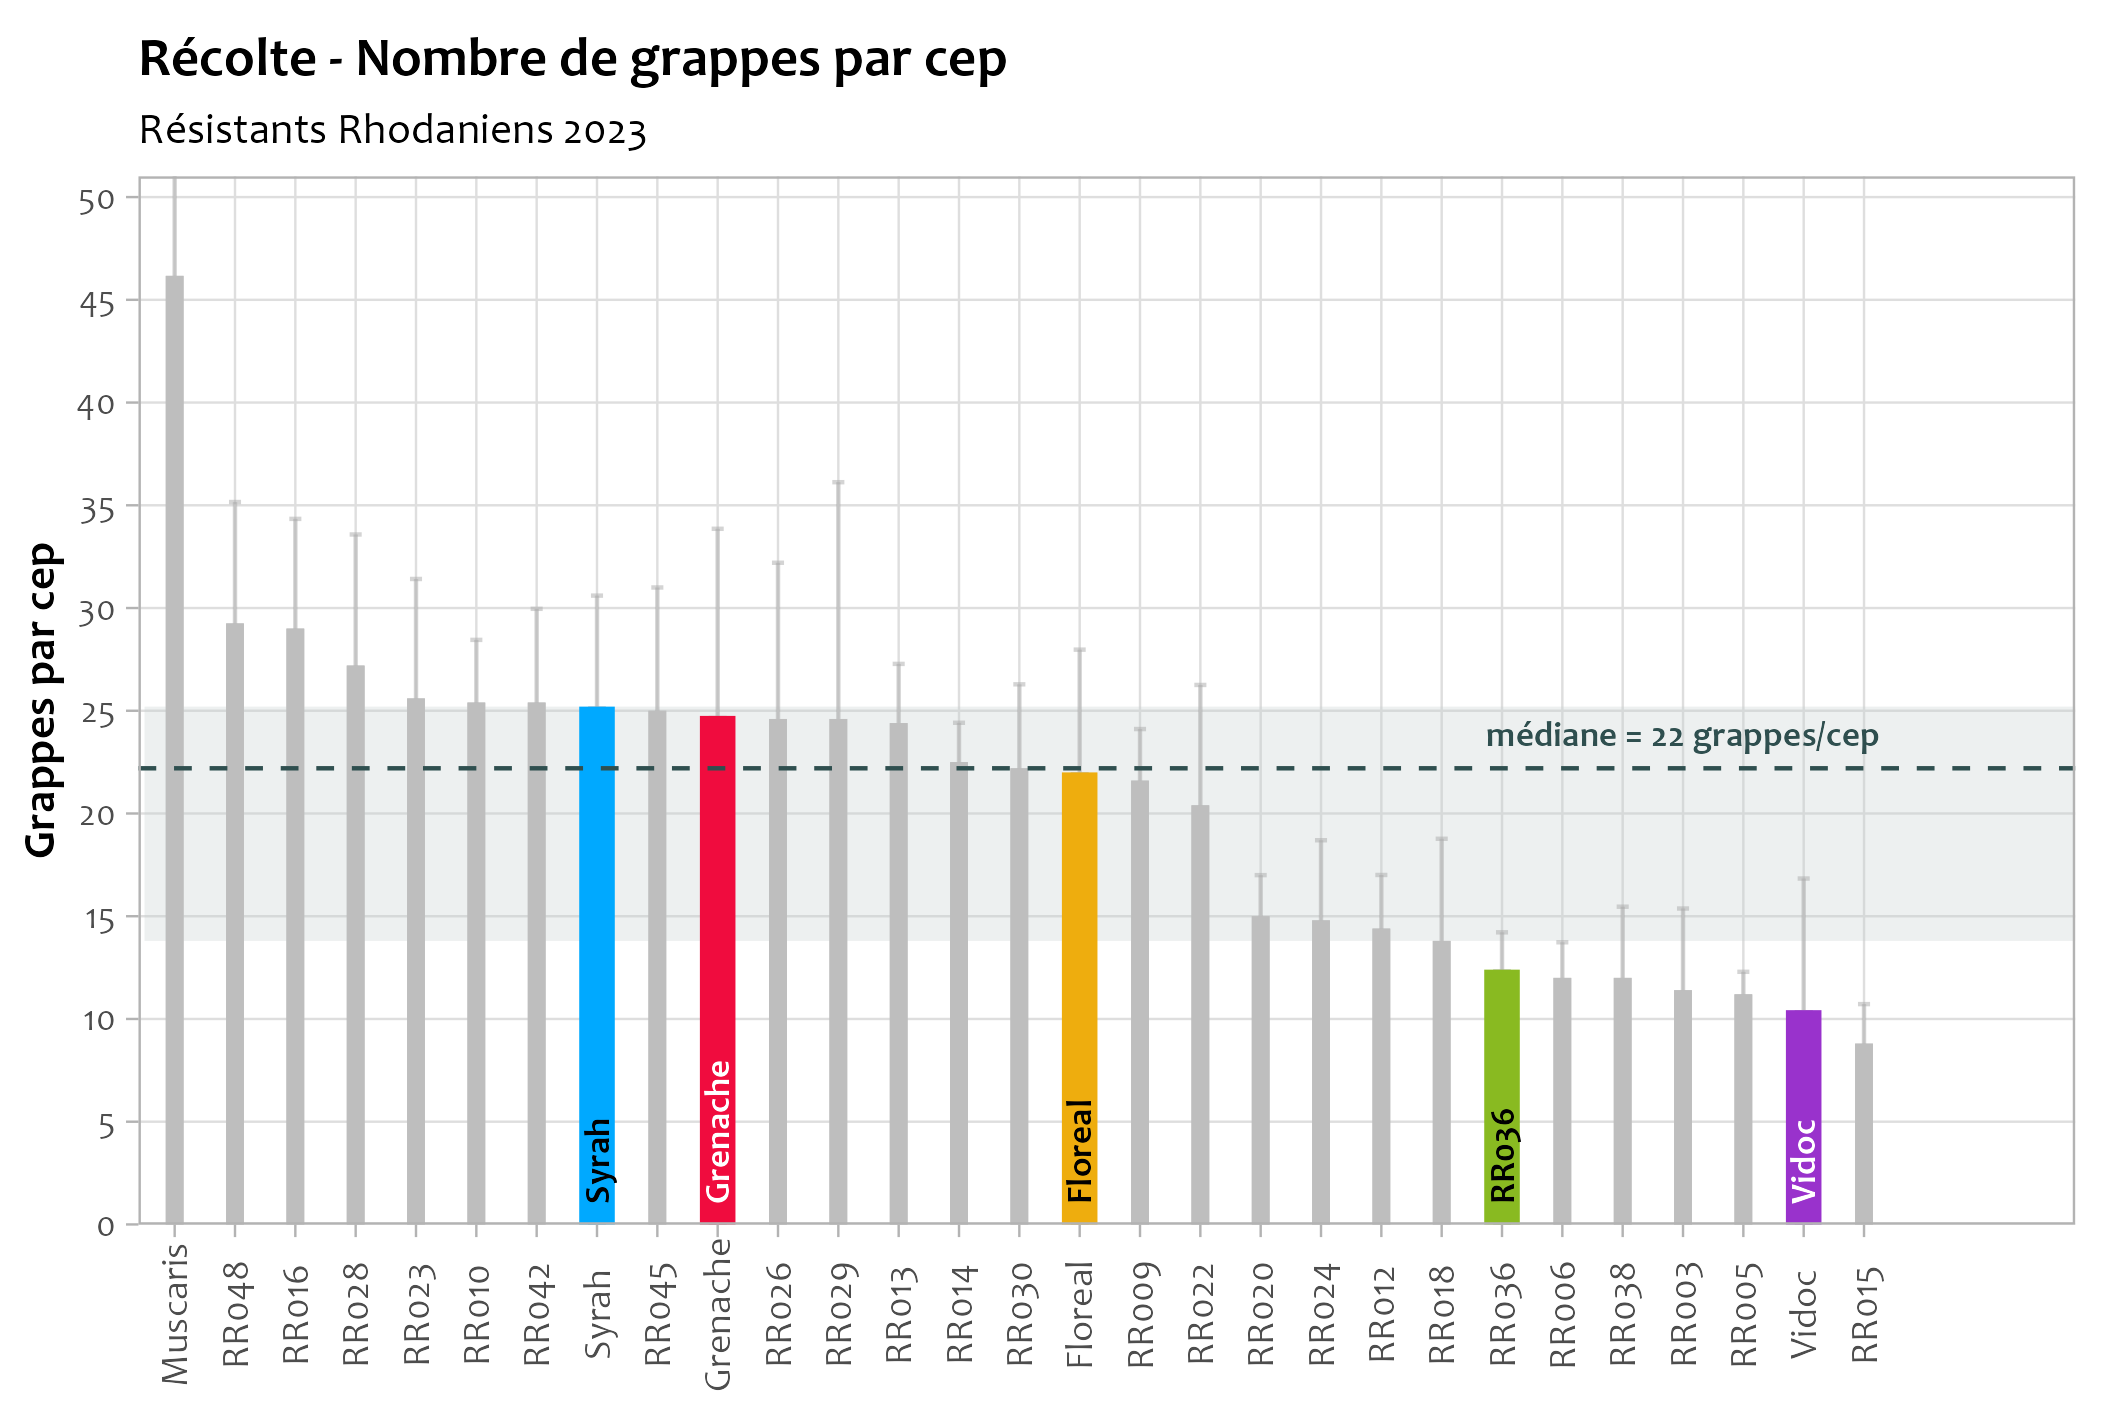 Récolte - Nombre de grappes par cep
Résistants Rhodaniens 2023
Grappes par cep
50
45
40
35
30
25
20
15
10
5
0
médiane = 22 grappes/cep
Syrah
Grenache
Floreal
RR036
Vidoc
Muscaris
RR048
RR016
RR028
RR023
RR010
RR042
Syrah
RR045
Grenache
RR026
RR029
RR013
RR014
RR030
Floreal
RR009
RR022
RR020
RR024
RR012
RR018
RR036
RR006
RR038
RR003
RR005
Vidoc
RR015